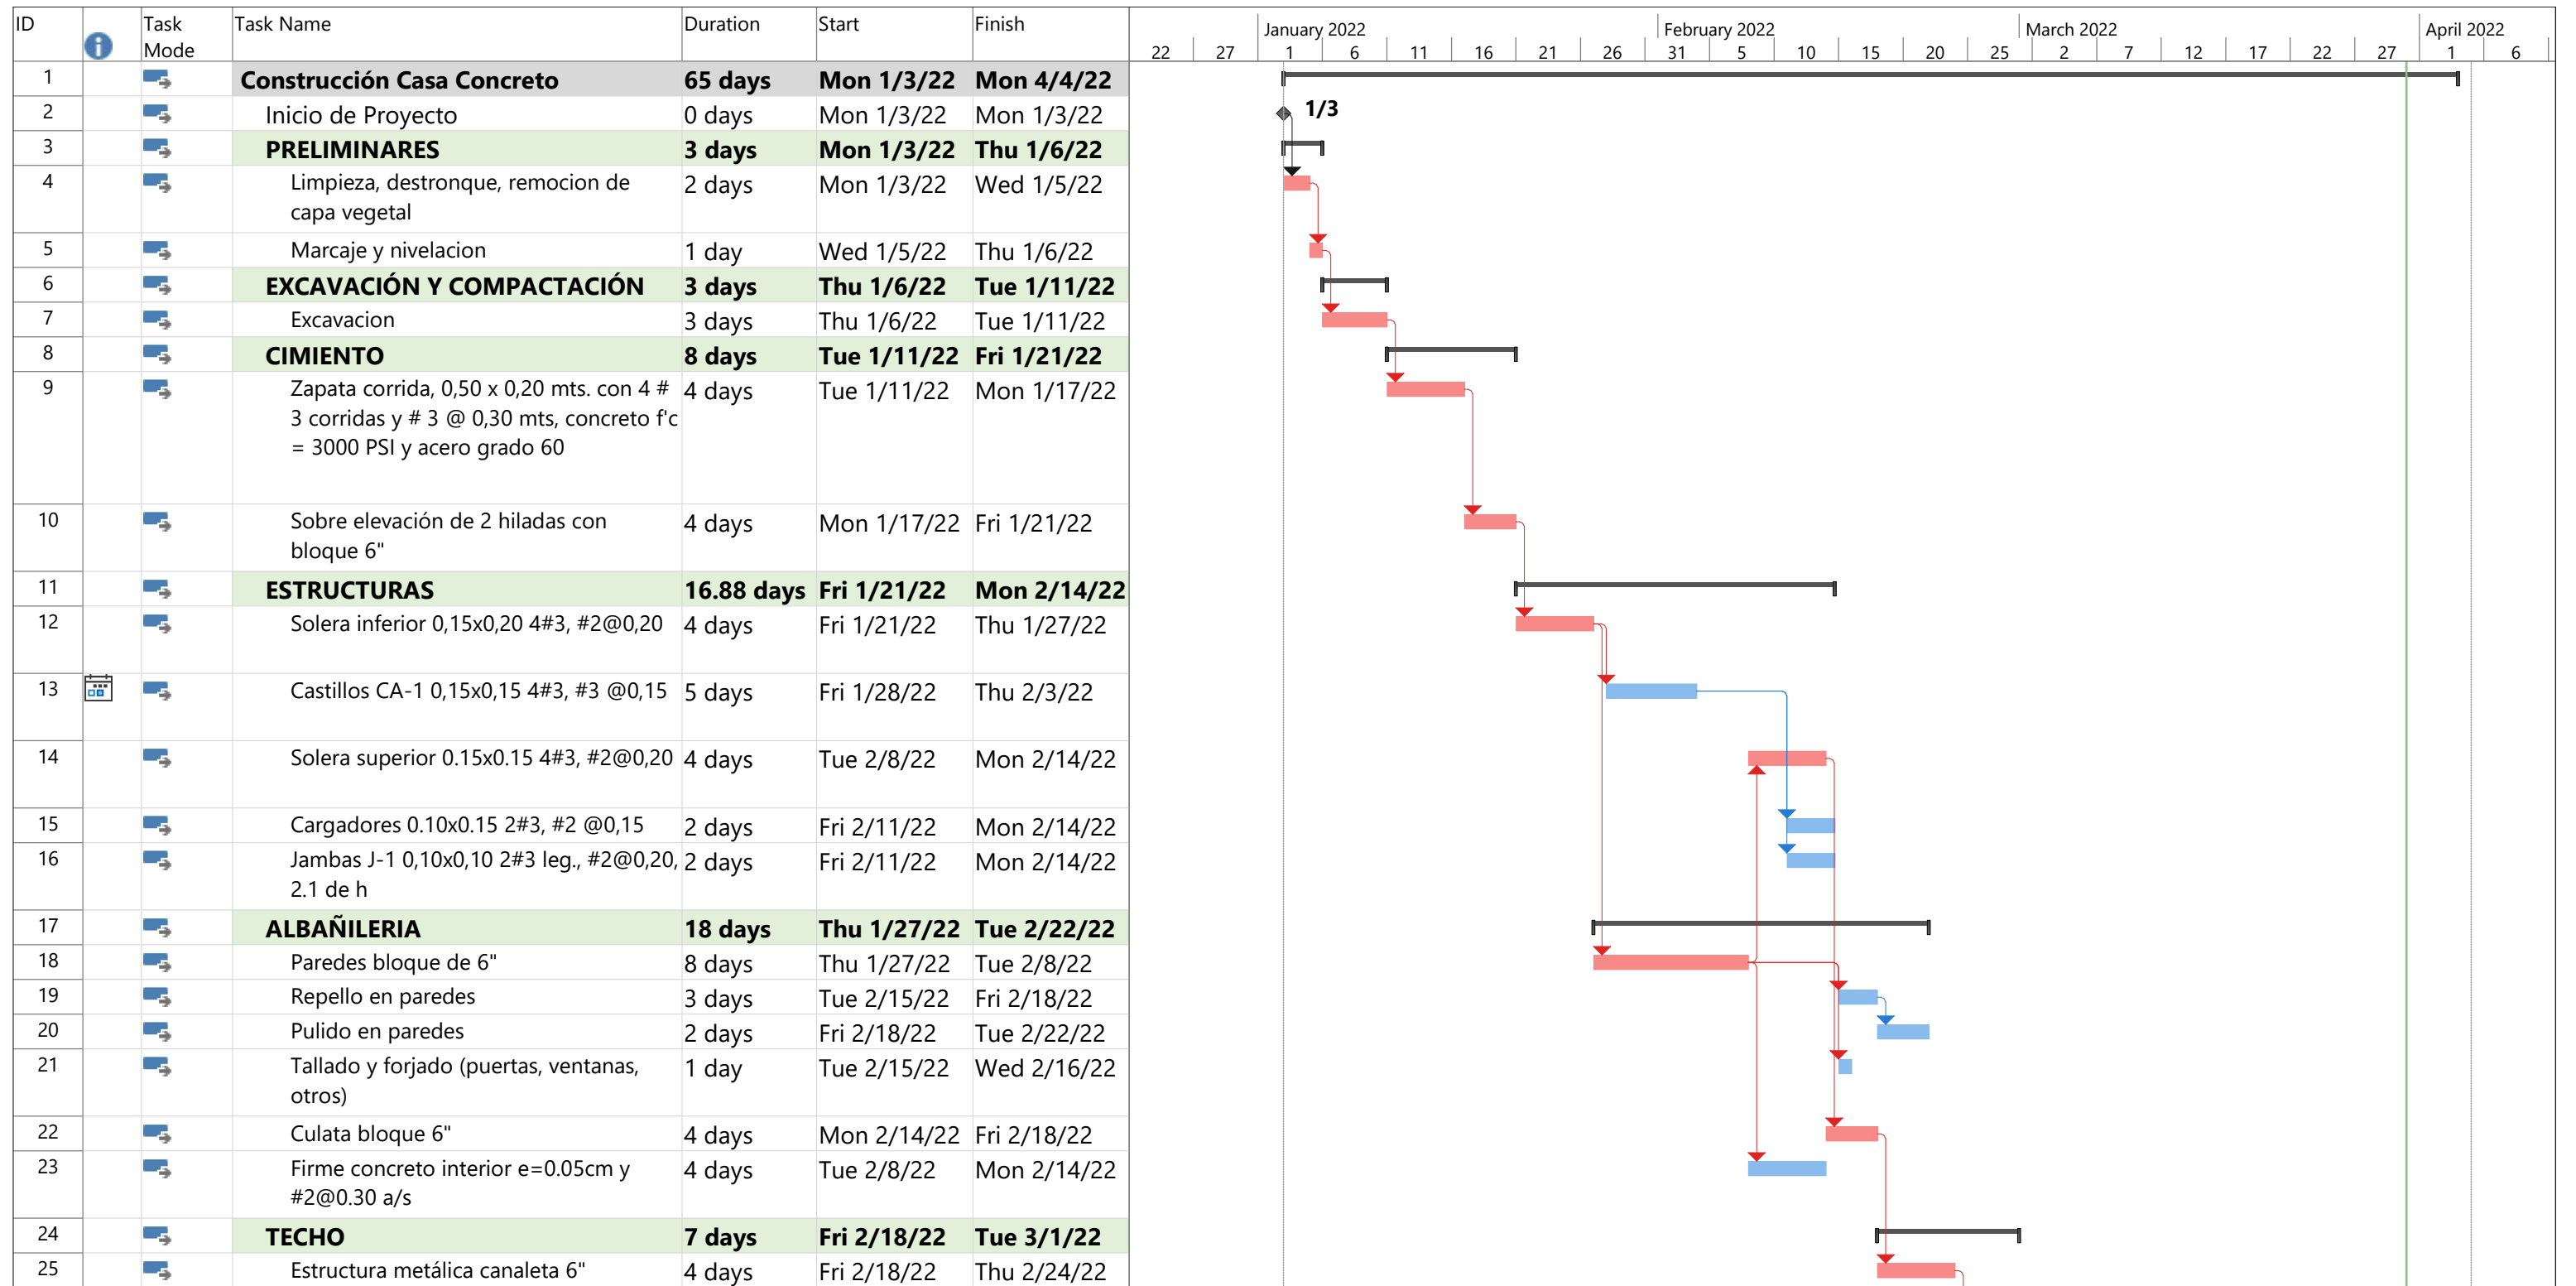 ID Task Mode Task Name Duration Start Finish
January 2022 February 2022 March 2022 April 2022
22 27 1 6 11 16 21 26 31 5 10 15 20 25 2 7 12 17 22 27 1 6
1 Construcción Casa Concreto 65 days Mon 1/3/22 Mon 4/4/22
2 Inicio de Proyecto 0 days Mon 1/3/22 Mon 1/3/22 1/3
3 PRELIMINARES 3 days Mon 1/3/22 Thu 1/6/22
4 Limpieza, destronque, remocion de 2 days Mon 1/3/22 Wed 1/5/22
capa vegetal
5 Marcaje y nivelacion 1 day Wed 1/5/22 Thu 1/6/22
6 EXCAVACIÓN Y COMPACTACIÓN 3 days Thu 1/6/22 Tue 1/11/22
7 Excavacion 3 days Thu 1/6/22 Tue 1/11/22
8 CIMIENTO 8 days Tue 1/11/22 Fri 1/21/22
9 Zapata corrida, 0,50 x 0,20 mts. con 4 # 4 days Tue 1/11/22 Mon 1/17/22
3 corridas y # 3 @ 0,30 mts, concreto f'c
= 3000 PSI y acero grado 60
10 Sobre elevación de 2 hiladas con 4 days Mon 1/17/22 Fri 1/21/22
bloque 6"
11 ESTRUCTURAS 16.88 days Fri 1/21/22 Mon 2/14/22
12 Solera inferior 0,15x0,20 4#3, #2@0,20 4 days Fri 1/21/22 Thu 1/27/22
13 Castillos CA-1 0,15x0,15 4#3, #3 @0,15 5 days Fri 1/28/22 Thu 2/3/22
14 Solera superior 0.15x0.15 4#3, #2@0,20 4 days Tue 2/8/22 Mon 2/14/22
15 Cargadores 0.10x0.15 2#3, #2 @0,15 2 days Fri 2/11/22 Mon 2/14/22
16 Jambas J-1 0,10x0,10 2#3 leg., #2@0,20, 2 days Fri 2/11/22 Mon 2/14/22
2.1 de h
17 ALBAÑILERIA 18 days Thu 1/27/22 Tue 2/22/22
18 Paredes bloque de 6" 8 days Thu 1/27/22 Tue 2/8/22
19 Repello en paredes 3 days Tue 2/15/22 Fri 2/18/22
20 Pulido en paredes 2 days Fri 2/18/22 Tue 2/22/22
21 Tallado y forjado (puertas, ventanas, 1 day Tue 2/15/22 Wed 2/16/22
otros)
22 Culata bloque 6" 4 days Mon 2/14/22 Fri 2/18/22
23 Firme concreto interior e=0.05cm y 4 days Tue 2/8/22 Mon 2/14/22
#2@0.30 a/s
24 TECHO 7 days Fri 2/18/22 Tue 3/1/22
25 Estructura metálica canaleta 6" 4 days Fri 2/18/22 Thu 2/24/22